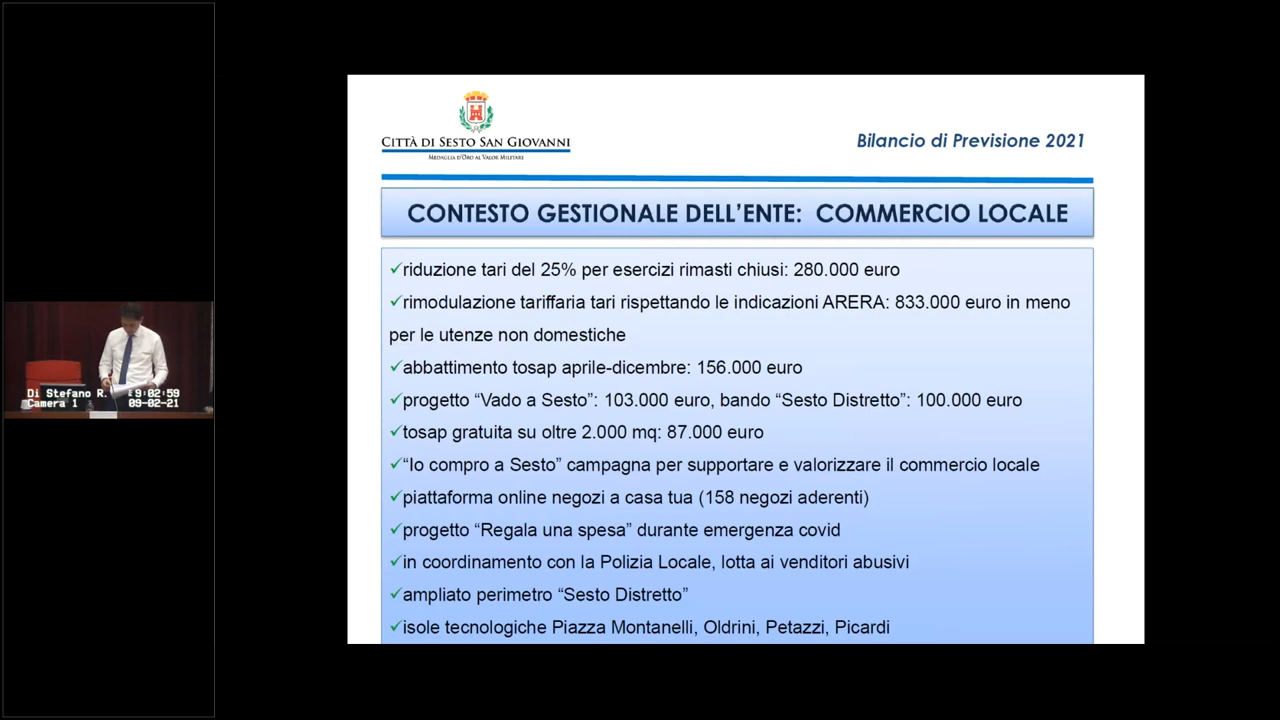 CITTÀ DI SESTO SAN GIOVANNI
MEDAGLIA D'ORO AL VALOR MILITARE
Bilancio di Previsione 2021
CONTESTO GESTIONALE DELL'ENTE: COMMERCIO LOCALE
✓riduzione tari del 25% per esercizi rimasti chiusi: 280.000 euro
✓rimodulazione tariffaria tari rispettando le indicazioni ARERA: 833.000 euro in meno
per le utenze non domestiche
✓abbattimento tosap aprile-dicembre: 156.000 euro
✓progetto “Vado a Sesto”: 103.000 euro, bando “Sesto Distretto”: 100.000 euro
✓tosap gratuita su oltre 2.000 mq: 87.000 euro
✓“Io compro a Sesto” campagna per supportare e valorizzare il commercio locale
✓piattaforma online negozi a casa tua (158 negozi aderenti)
✓progetto “Regala una spesa” durante emergenza covid
✓in coordinamento con la Polizia Locale, lotta ai venditori abusivi
✓ampliato perimetro “Sesto Distretto”
✓isole tecnologiche Piazza Montanelli, Oldrini, Petazzi, Picardi
Di Stefano R. 9:02:59
Camera 1 09-02-21